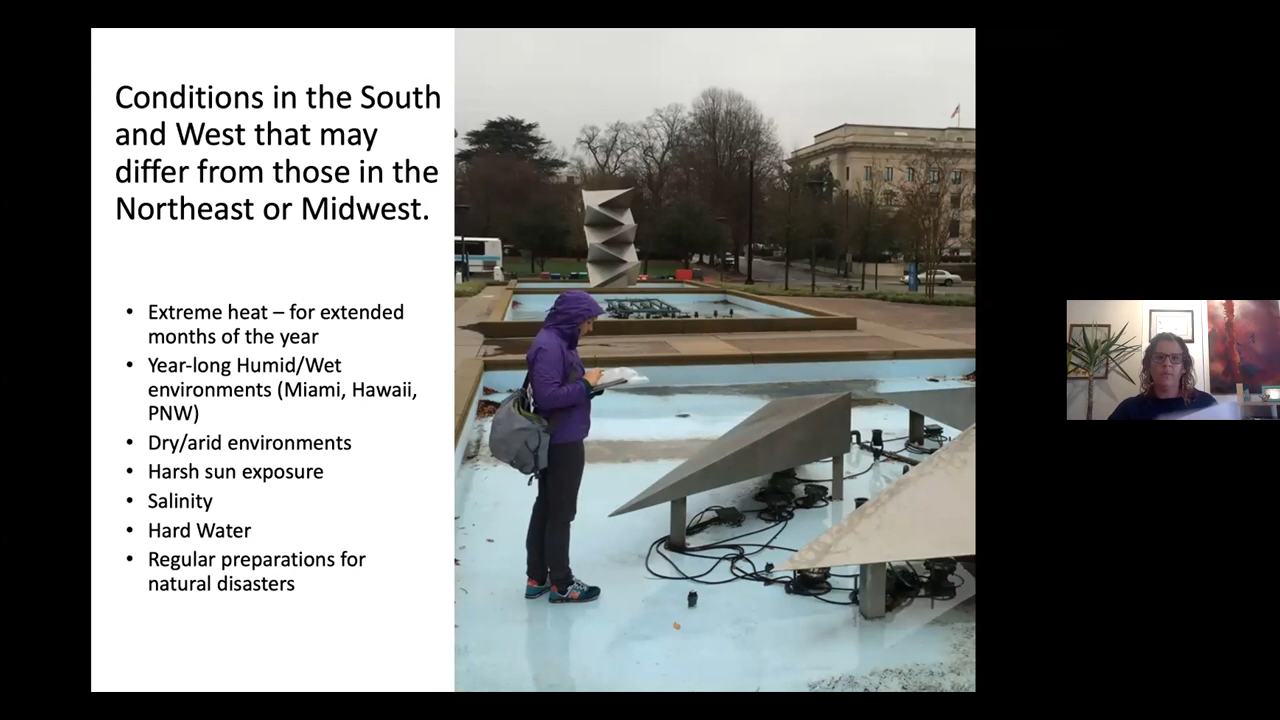 Conditions in the South
and West that may
differ from those in the
Northeast or Midwest.
• Extreme heat – for extended
months of the year
• Year-long Humid/Wet
environments (Miami, Hawaii,
PNW)
• Dry/arid environments
• Harsh sun exposure
• Salinity
• Hard Water
• Regular preparations for
natural disasters